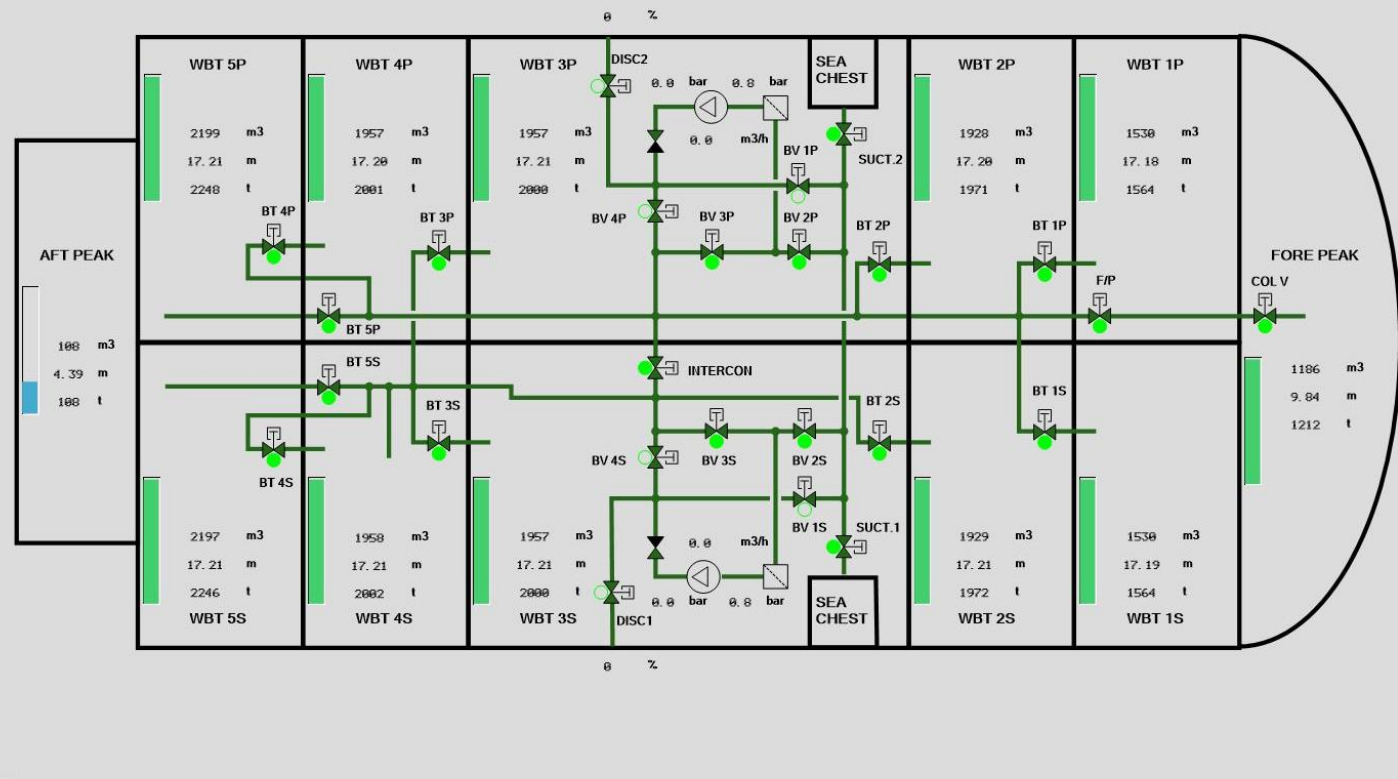 0 %
WBT 5P
WBT 4P
WBT 3P
DISC2
SEA
CHEST
WBT 2P
WBT 1P
0.0 bar 0.8 bar
2199 m3
1957 m3
1957 m3
0.0 m3/h
1928 m3
1530 m3
17.21 m
17.20 m
17.21 m
BV 1P
SUCT.2
17.20 m
17.18 m
2248 t
2001 t
2000 t
1971 t
1564 t
BT 4P
BT 3P
BV 4P
BV 3P
BV 2P
BT 2P
BT 1P
AFT PEAK
FORE PEAK
F/P
COL V
BT 5P
108 m3
4.39 m
108 t
BT 5S
INTERCON
1186 m3
9.84 m
1212 t
BT 3S
BT 2S
BT 1S
BV 4S
BV 3S
BV 2S
BT 4S
BV 1S
SUCT.1
2197 m3
1958 m3
1957 m3
0.0 m3/h
1929 m3
1530 m3
17.21 m
17.21 m
17.21 m
17.21 m
17.19 m
2246 t
2002 t
2000 t
0.0 bar 0.8 bar
1972 t
1564 t
WBT 5S
WBT 4S
WBT 3S
DISC1
SEA
CHEST
WBT 2S
WBT 1S
0 %